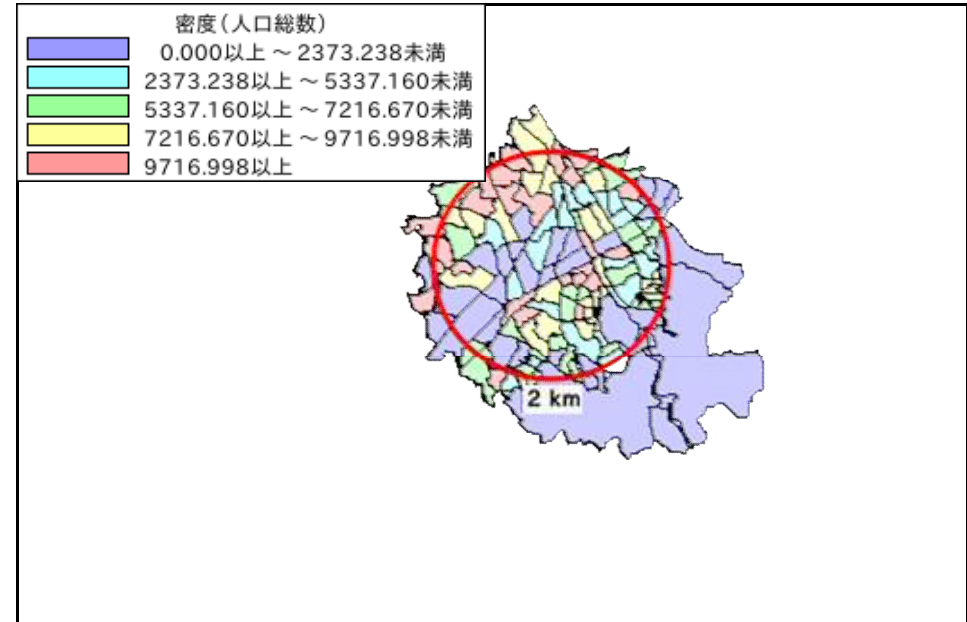 密度(人口総数)
0.000以上 ～ 2373.238未満
2373.238以上 ～ 5337.160未満
5337.160以上 ～ 7216.670未満
7216.670以上 ～ 9716.998未満
9716.998以上
2 km